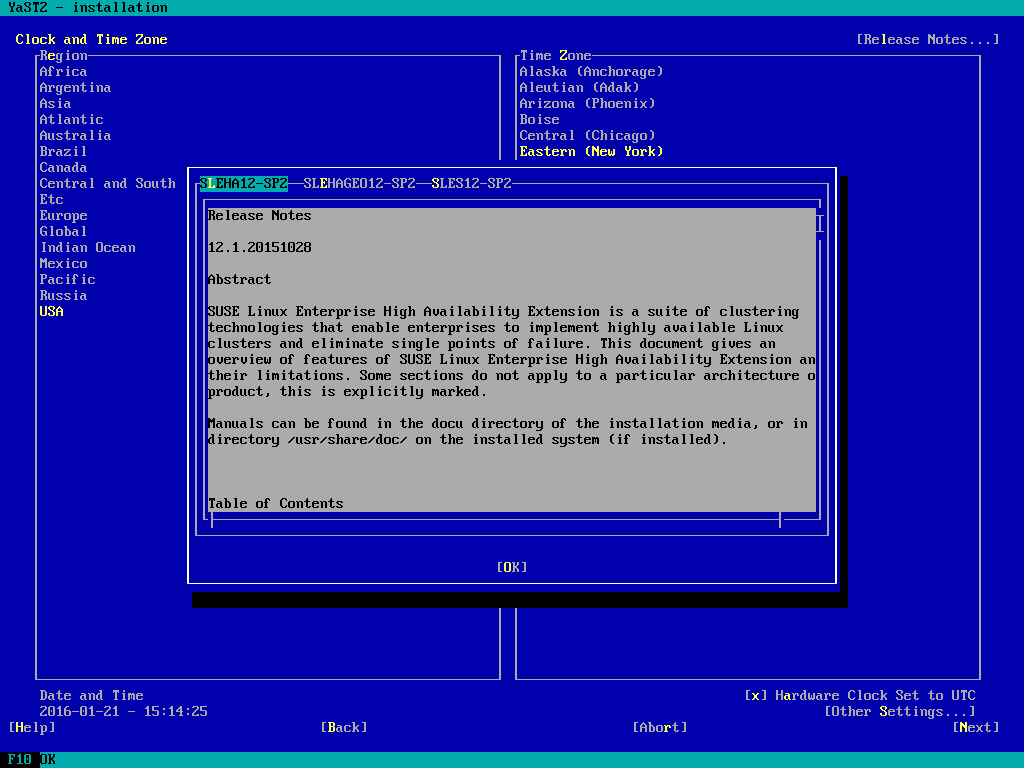 YaST2 - installation
Clock and Time Zone [Release Notes...]
Region
Africa
Argentina
Asia
Atlantic
Australia
Brazil
Canada
Central and South
Etc
Europe
Global
Indian Ocean
Mexico
Pacific
Russia
USA
Time Zone
Alaska (Anchorage)
Aleutian (Adak)
Arizona (Phoenix)
Boise
Central (Chicago)
Eastern (New York)
SLEHA12-SP2 SLEHAGEO12-SP2 SLES12-SP2
Release Notes
12.1.20151028
Abstract
SUSE Linux Enterprise High Availability Extension is a suite of clustering
technologies that enable enterprises to implement highly available Linux
clusters and eliminate single points of failure. This document gives an
overview of features of SUSE Linux Enterprise High Availability Extension an
their limitations. Some sections do not apply to a particular architecture o
product, this is explicitly marked.
Manuals can be found in the docu directory of the installation media, or in
directory /usr/share/doc/ on the installed system (if installed).
Table of Contents
[OK]
Date and Time
2016-01-21 - 15:14:25
[x] Hardware Clock Set to UTC
[Other Settings...]
[Help] [Back] [Abort] [Next]
F10 OK